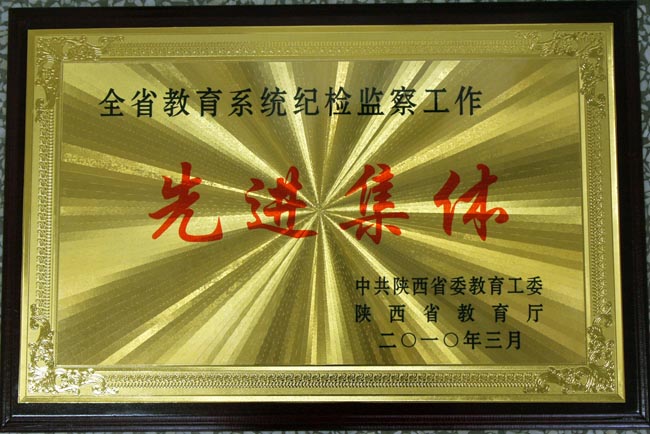 全省教育系统纪检监察工作
先进集体
中共陕西省委教育工委
陕西省教育厅
二〇一〇年三月